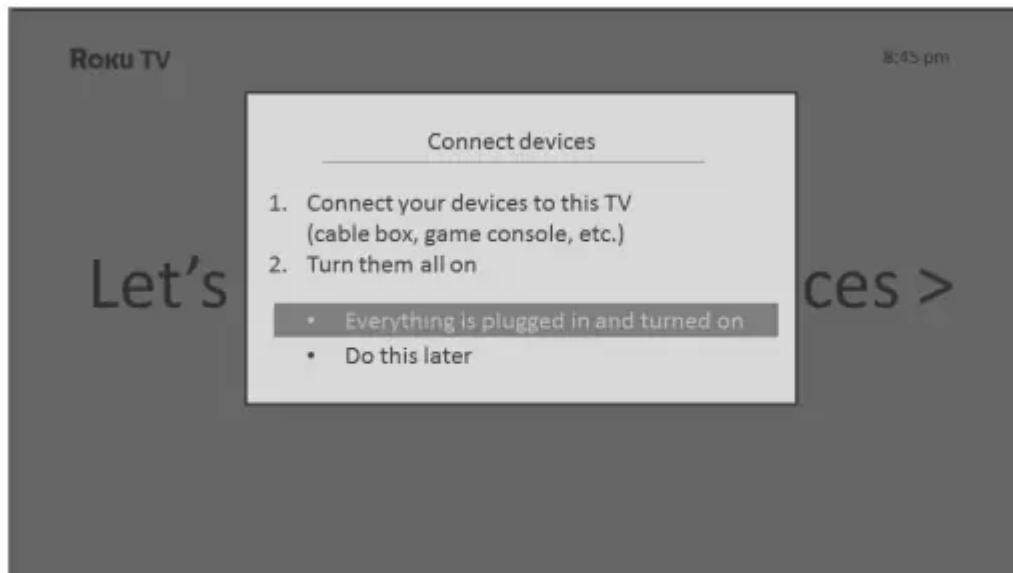 Roku TV
8:45 pm
Connect devices
1. Connect your devices to this TV
(cable box, game console, etc.)
2. Turn them all on
Let's ces >
• Everything is plugged in and turned on
• Do this later